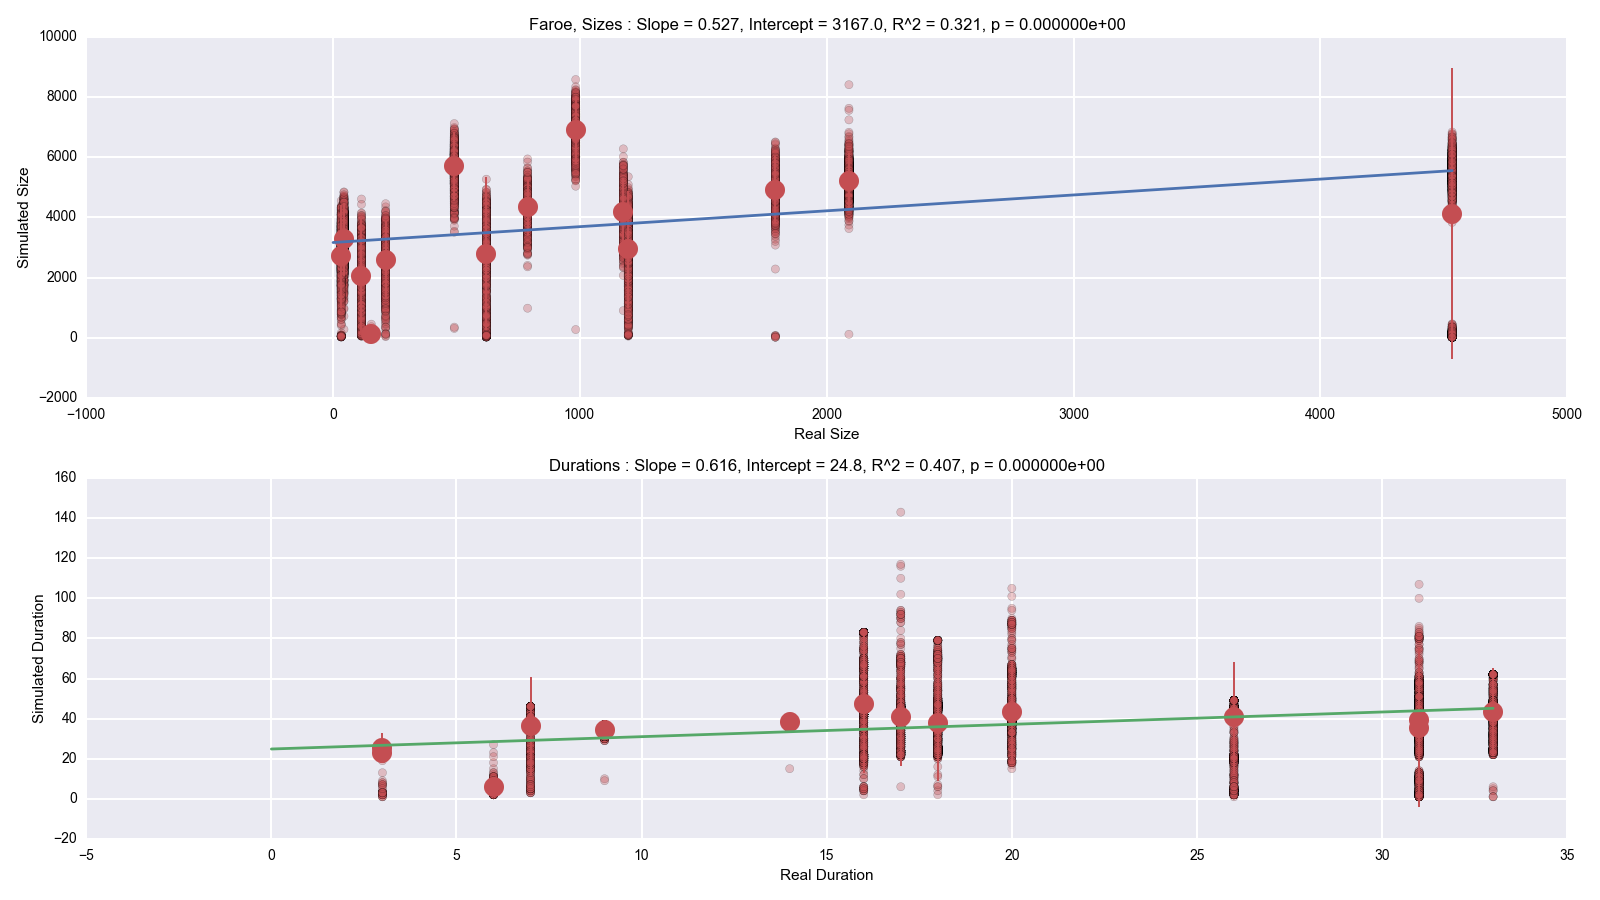 Faroe, Sizes : Slope = 0.527, Intercept = 3167.0, R^2 = 0.321, p = 0.000000e+00
10000
8000
6000
4000
2000
0
−2000
Simulated Size
−1000 0 1000 2000 3000 4000 5000
Real Size
Durations : Slope = 0.616, Intercept = 24.8, R^2 = 0.407, p = 0.000000e+00
160
140
120
100
80
60
40
20
0
−20
Simulated Duration
−5 0 5 10 15 20 25 30 35
Real Duration